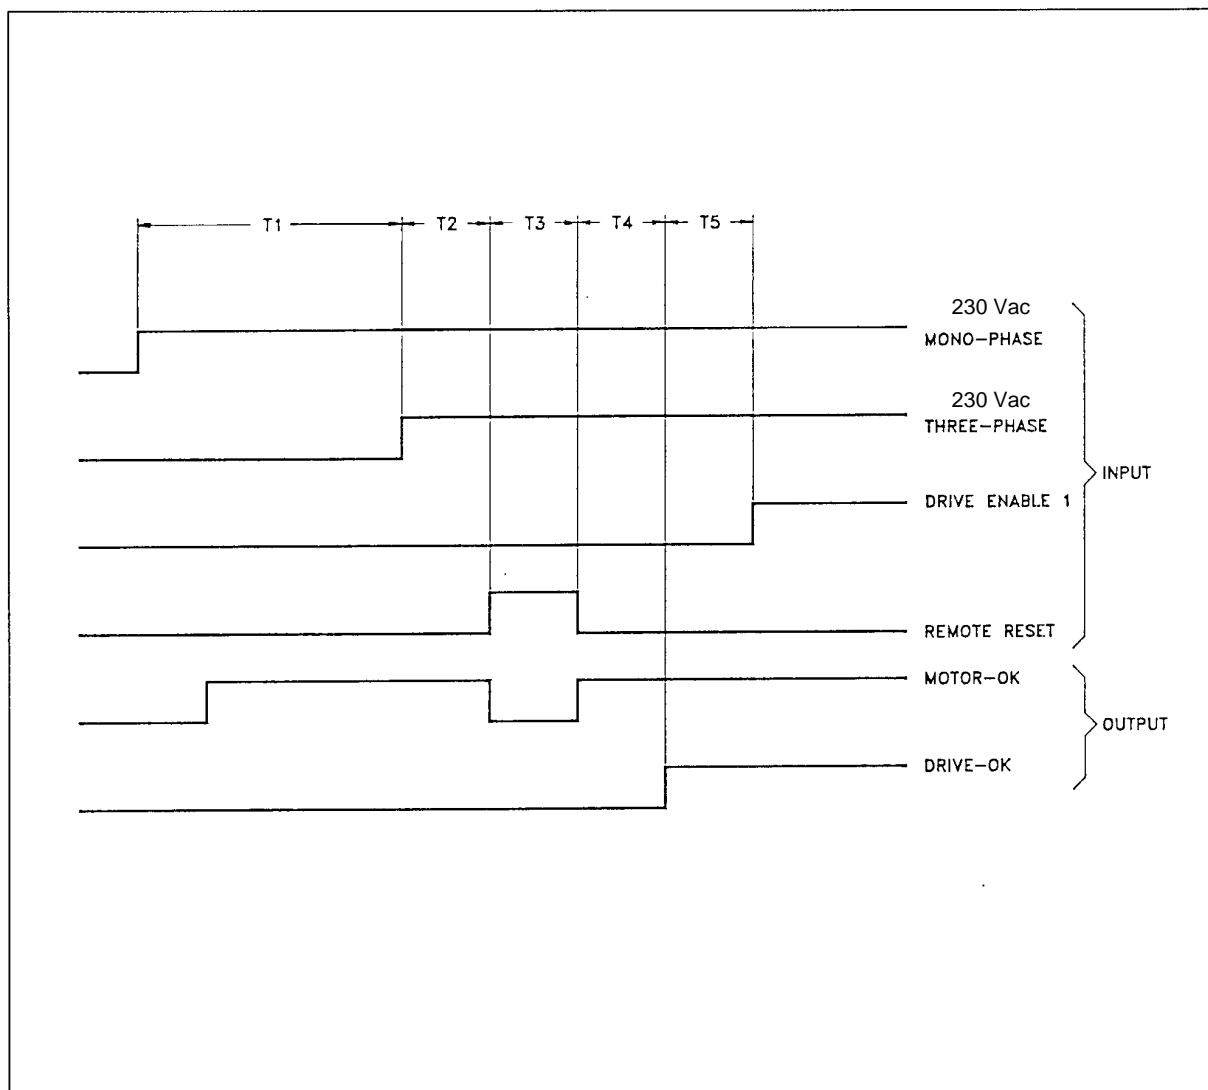 T1
T2
T3
T4
T5
230 Vac
MONO-PHASE
230 Vac
THREE-PHASE
INPUT
DRIVE ENABLE 1
REMOTE RESET
MOTOR-OK
OUTPUT
DRIVE-OK